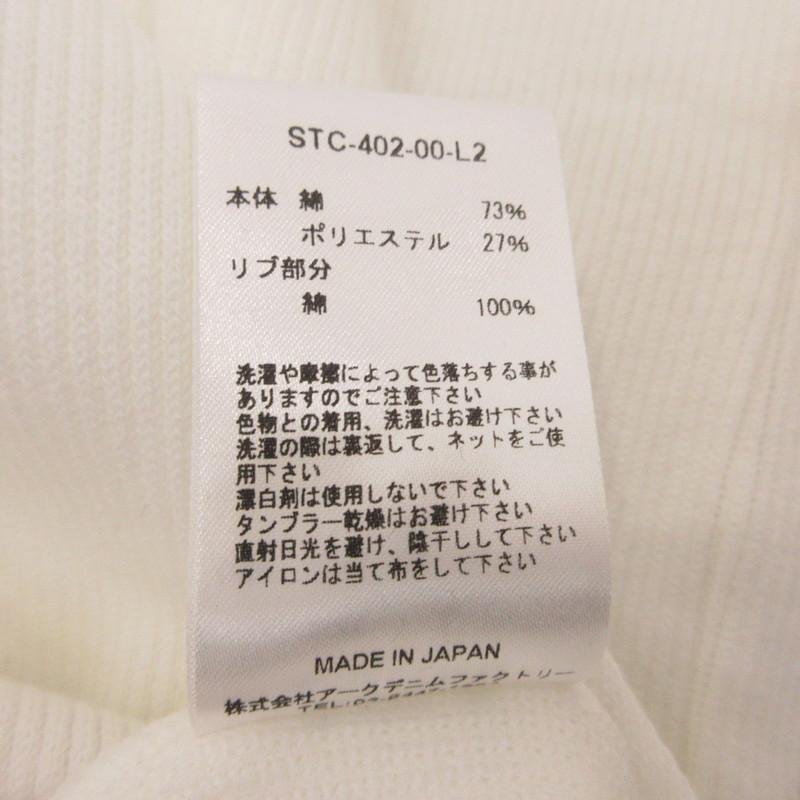 STC-402-00-L2
本体 綿 73%
ポリエステル 27%
リブ部分
綿 100%
洗濯や摩擦によって色落ちする事が
ありますのでご注意下さい
色物との着用、洗濯はお避け下さい
洗濯の際は裏返して、ネットをご使
用下さい
漂白剤は使用しないで下さい
タンブラー乾燥はお避け下さい
直射日光を避け、陰干しして下さい
アイロンは当て布をして下さい
MADE IN JAPAN
株式会社アークデニムファクトリー